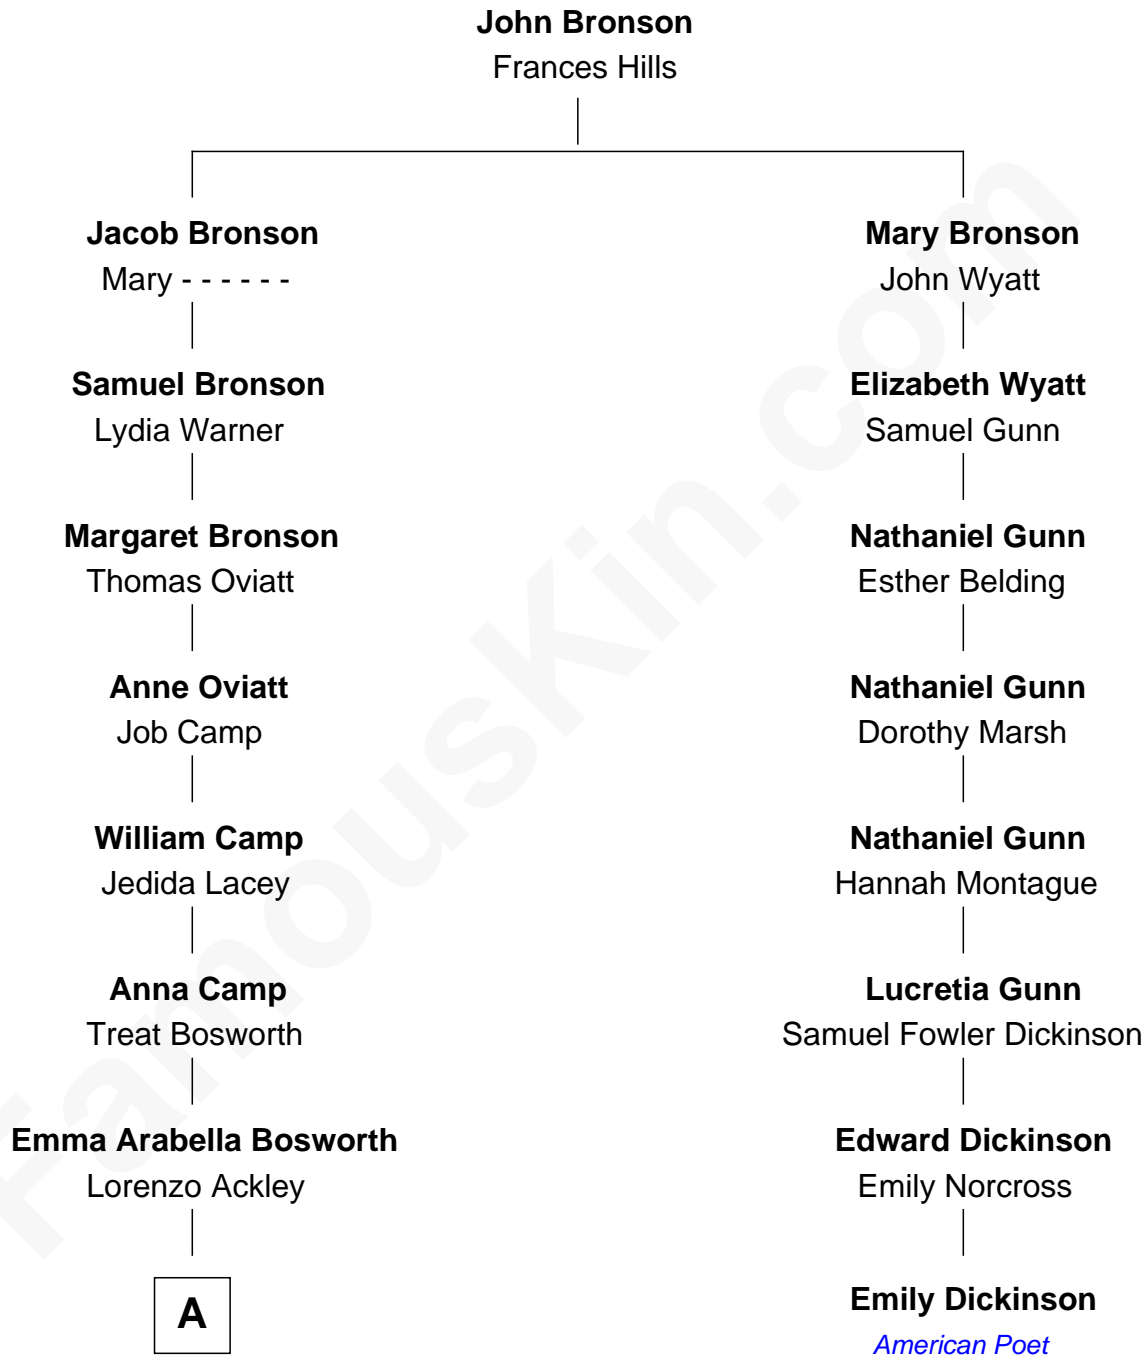 John Bronson
Frances Hills
Jacob Bronson
Mary - - - - - -
Samuel Bronson
Lydia Warner
Margaret Bronson
Thomas Oviatt
Anne Oviatt
Job Camp
William Camp
Jedida Lacey
Anna Camp
Treat Bosworth
Emma Arabella Bosworth
Lorenzo Ackley
A
Mary Bronson
John Wyatt
Elizabeth Wyatt
Samuel Gunn
Nathaniel Gunn
Esther Belding
Nathaniel Gunn
Dorothy Marsh
Nathaniel Gunn
Hannah Montague
Lucretia Gunn
Samuel Fowler Dickinson
Edward Dickinson
Emily Norcross
Emily Dickinson
American Poet
FamousKin.com